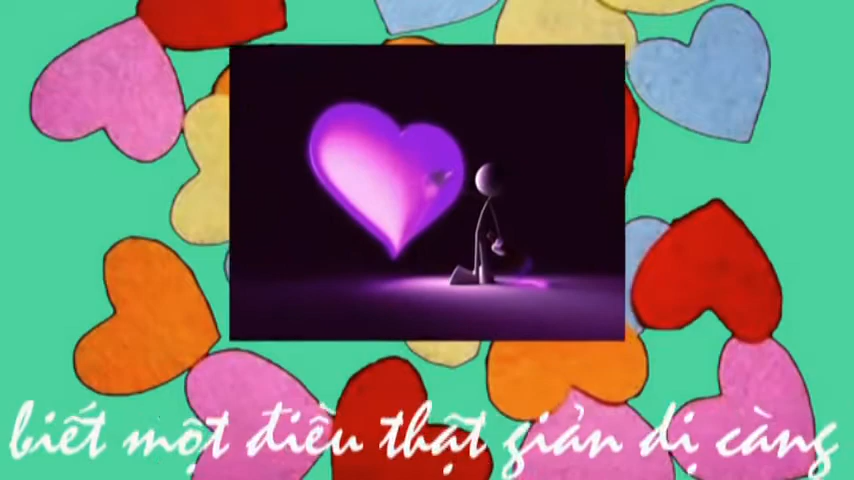 biết một điều thật giản dị càng